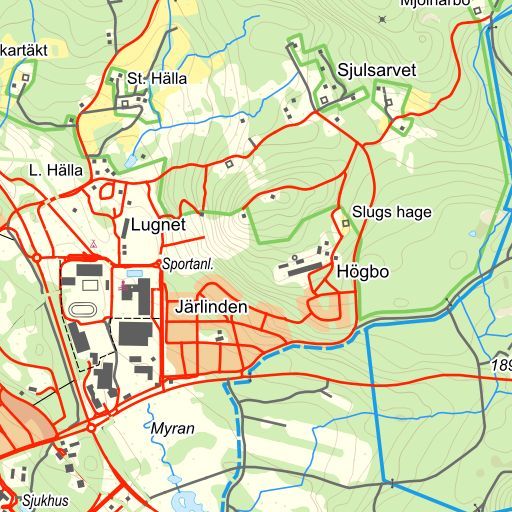 Mjölnarbo
kartäkt
Sjulsarvet
St. Hälla
L. Hälla
Slugs hage
Lugnet
Sportanl.
Högbo
Järlinden
189
Myran
Sjukhus